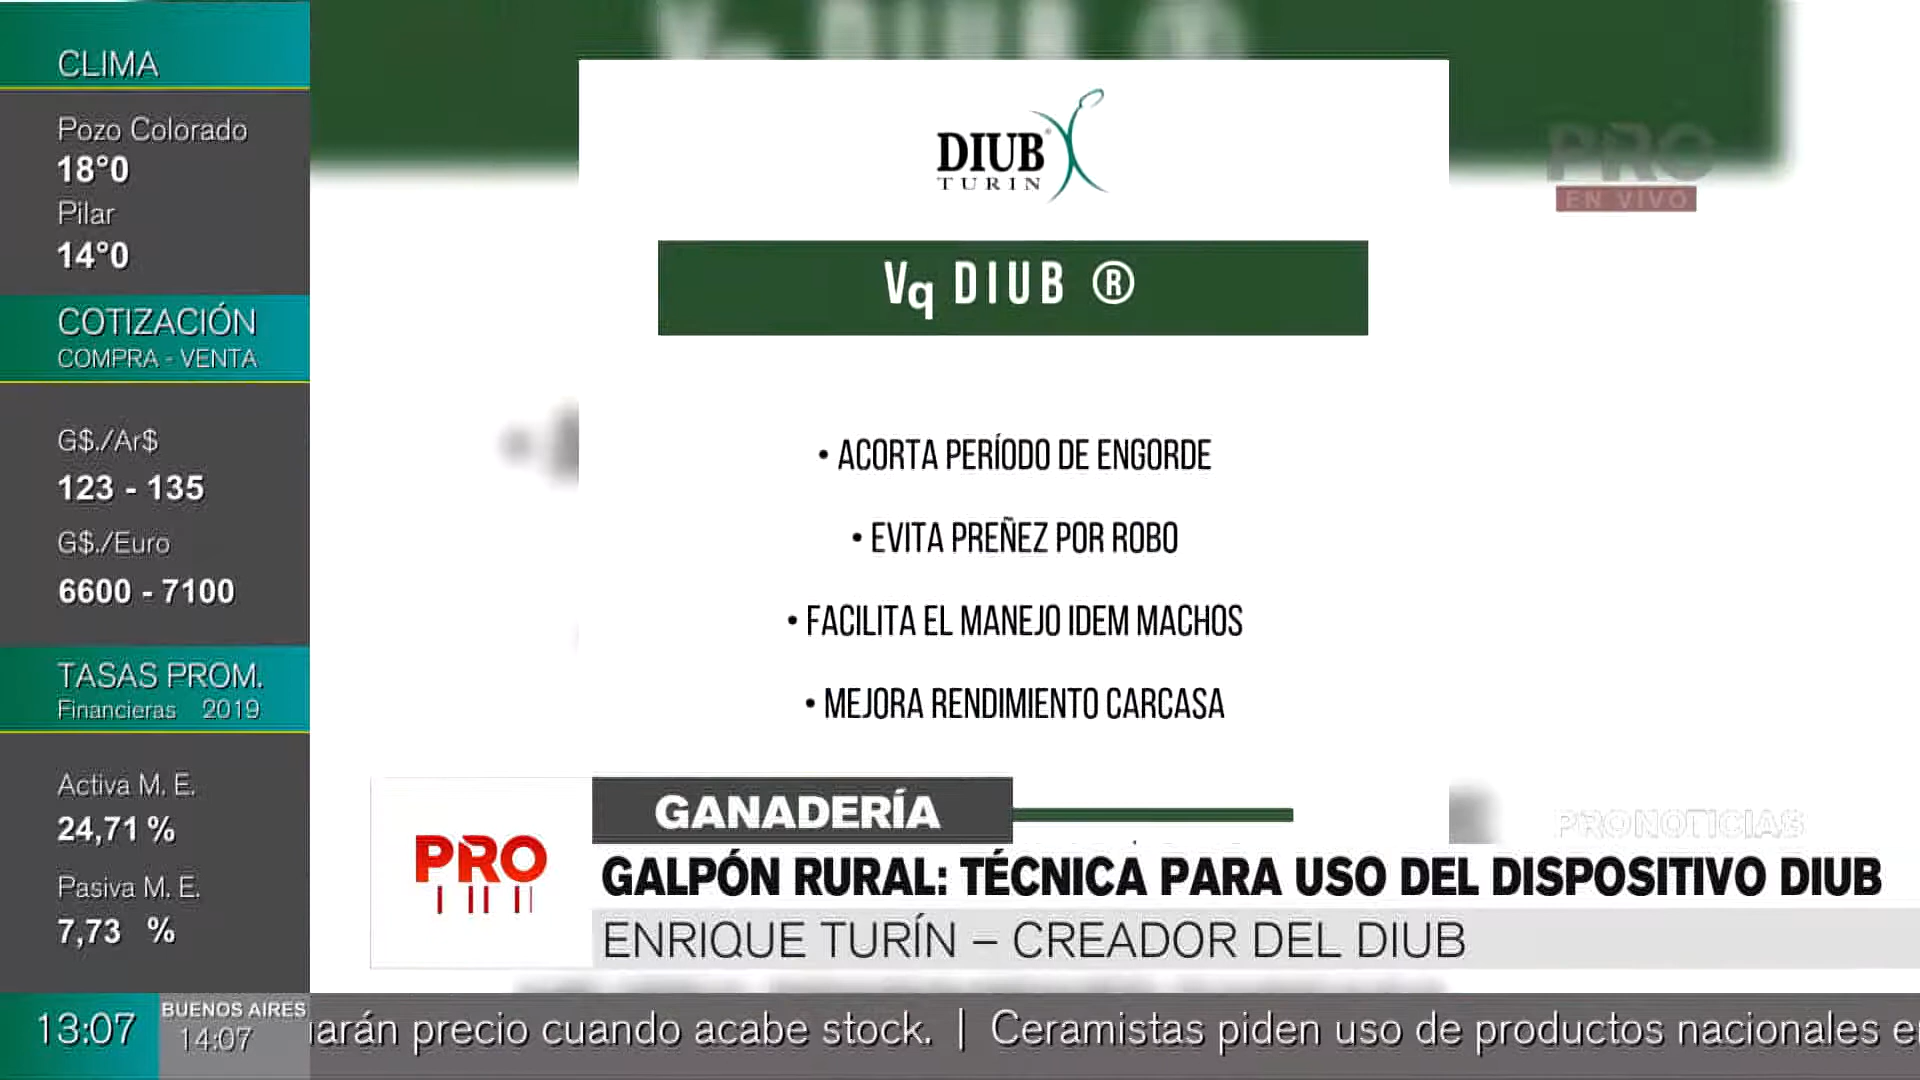 CLIMA
Pozo Colorado
18°0
Pilar
14°0
COTIZACIÓN
COMPRA - VENTA
G$./Ar$
123 - 135
G$./Euro
6600 - 7100
TASAS PROM.
Financieras 2019
Activa M. E.
24,71 %
Pasiva M. E.
7,73 %
DIUB®
TURIN
Vq DIUB ®
• ACORTA PERÍODO DE ENGORDE
• EVITA PREÑEZ POR ROBO
• FACILITA EL MANEJO IDEM MACHOS
• MEJORA RENDIMIENTO CARCASA
PRO
EN VIVO
PRONOTICIAS
GANADERÍA
PRO
GALPÓN RURAL: TÉCNICA PARA USO DEL DISPOSITIVO DIUB
ENRIQUE TURÍN – CREADOR DEL DIUB
13:07
BUENOS AIRES
14:07
arán precio cuando acabe stock. | Ceramistas piden uso de productos nacionales e